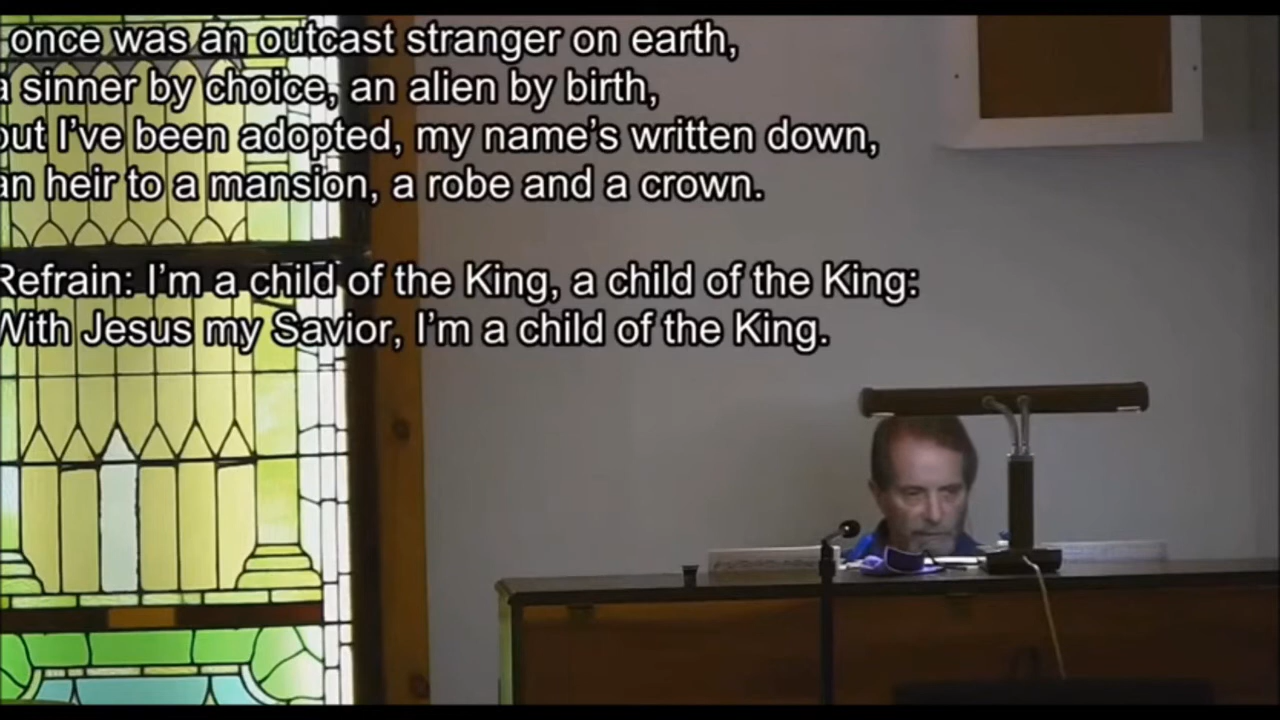 once was an outcast stranger on earth,
a sinner by choice, an alien by birth,
but I've been adopted, my name's written down,
an heir to a mansion, a robe and a crown.
Refrain: I'm a child of the King, a child of the King:
With Jesus my Savior, I'm a child of the King.